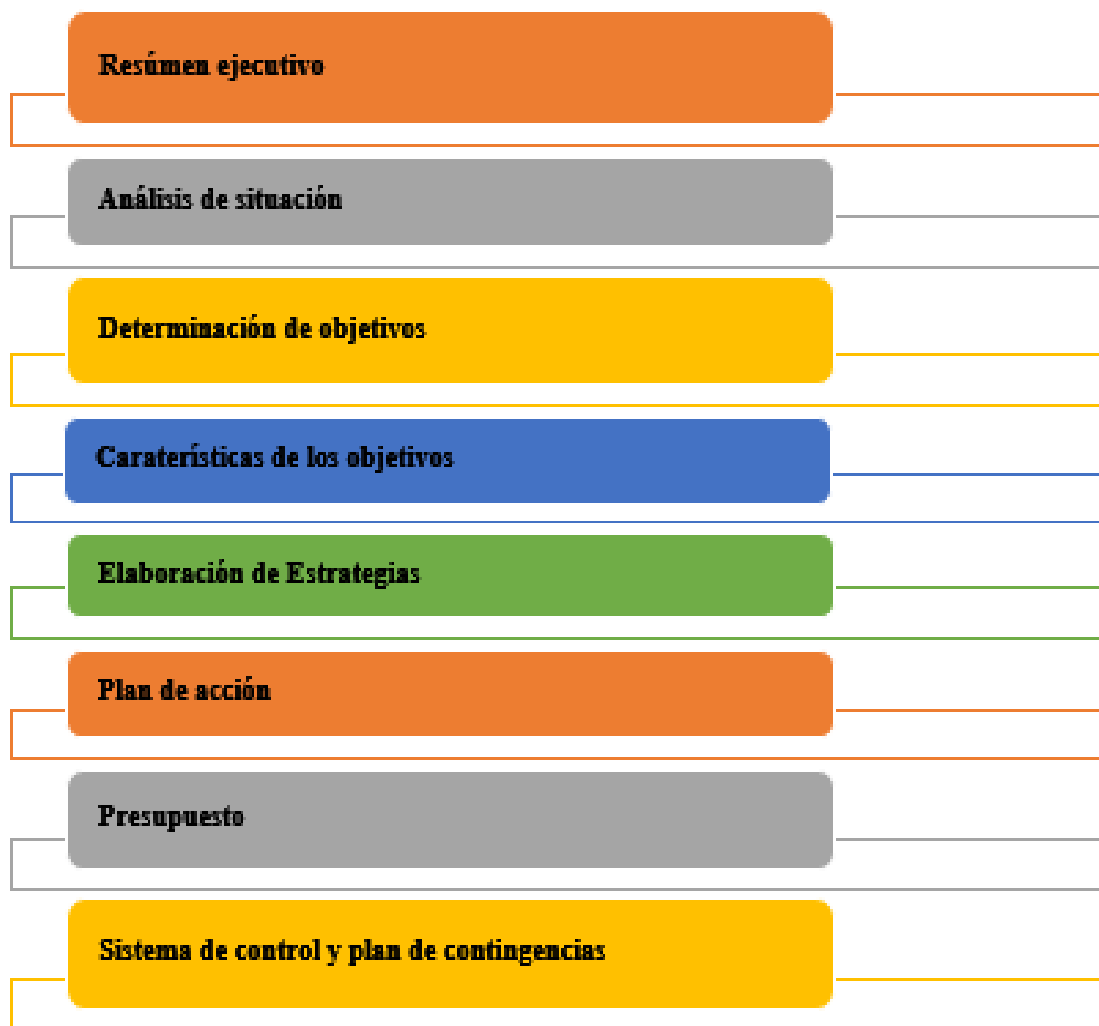 Resúmen ejecutivo
Análisis de situación
Determinación de objetivos
Caraterísticas de los objetivos
Elaboración de Estrategias
Plan de acción
Presupuesto
Sistema de control y plan de contingencias